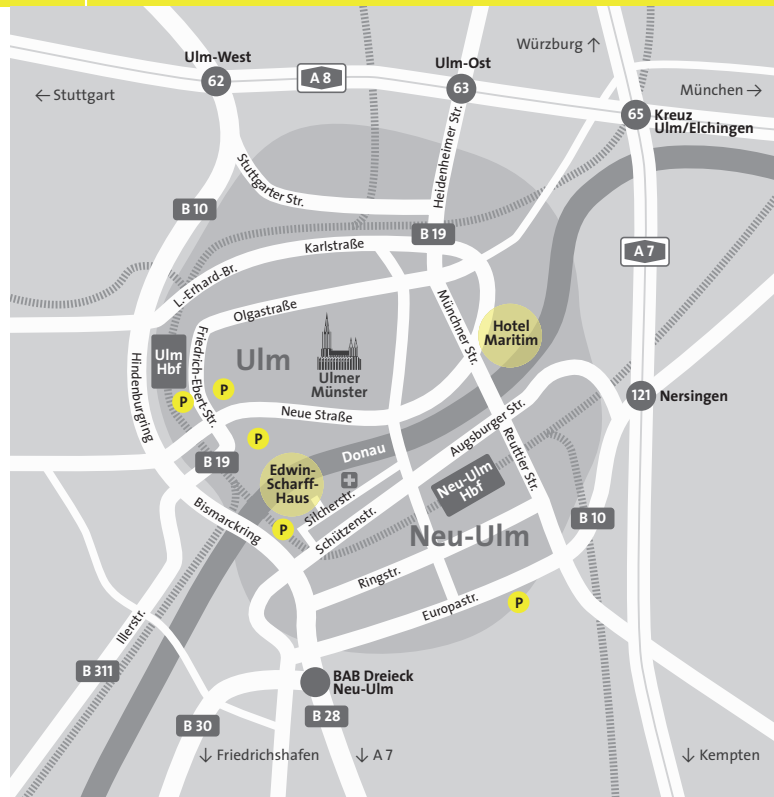 Würzburg ↑
Ulm-West
62
A 8
Ulm-Ost
63
← Stuttgart
München →
65
Kreuz
Ulm/Elchingen
Stuttgarter Str.
Heidenheimer Str.
B 10
B 19
A 7
Karlstraße
L.-Erhard-Br.
Olgastraße
Münchner Str.
Hotel
Maritim
Ulm
Hbf
Friedrich-Ebert-Str.
Ulm
Ulmer
Münster
Hindenburgring
P
P
Neue Straße
121
Nersingen
Augsburger Str.
P
Donau
Reuttier Str.
B 19
Edwin-
Scharff-
Haus
Neu-Ulm
Hbf
Silcherstr.
Schützenstr.
Bismarckring
P
Neu-Ulm
B 10
Ringstr.
Europastr.
P
Illerstr.
B 311
BAB Dreieck
Neu-Ulm
B 30
B 28
↓ Friedrichshafen
↓ A 7
↓ Kempten